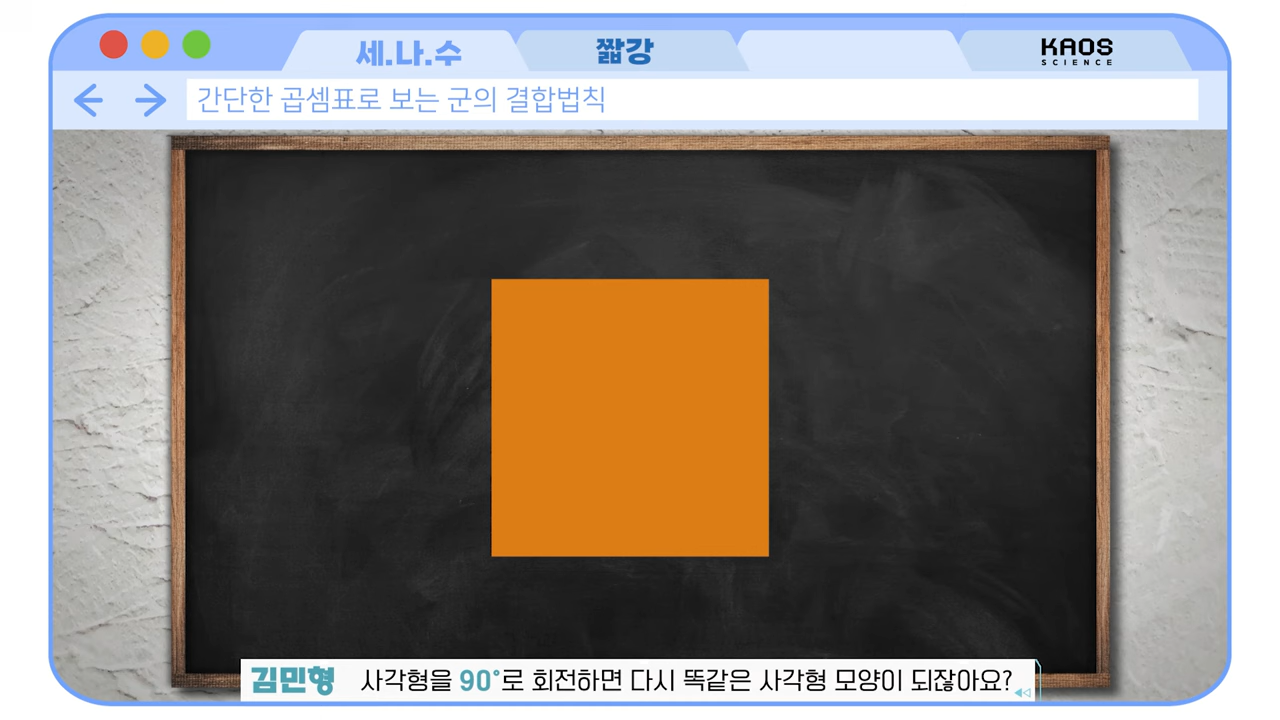 세.나.수
짧강
KAOS
SCIENCE
간단한 곱셈표로 보는 군의 결합법칙
김민형 사각형을 90°로 회전하면 다시 똑같은 사각형 모양이 되잖아요?